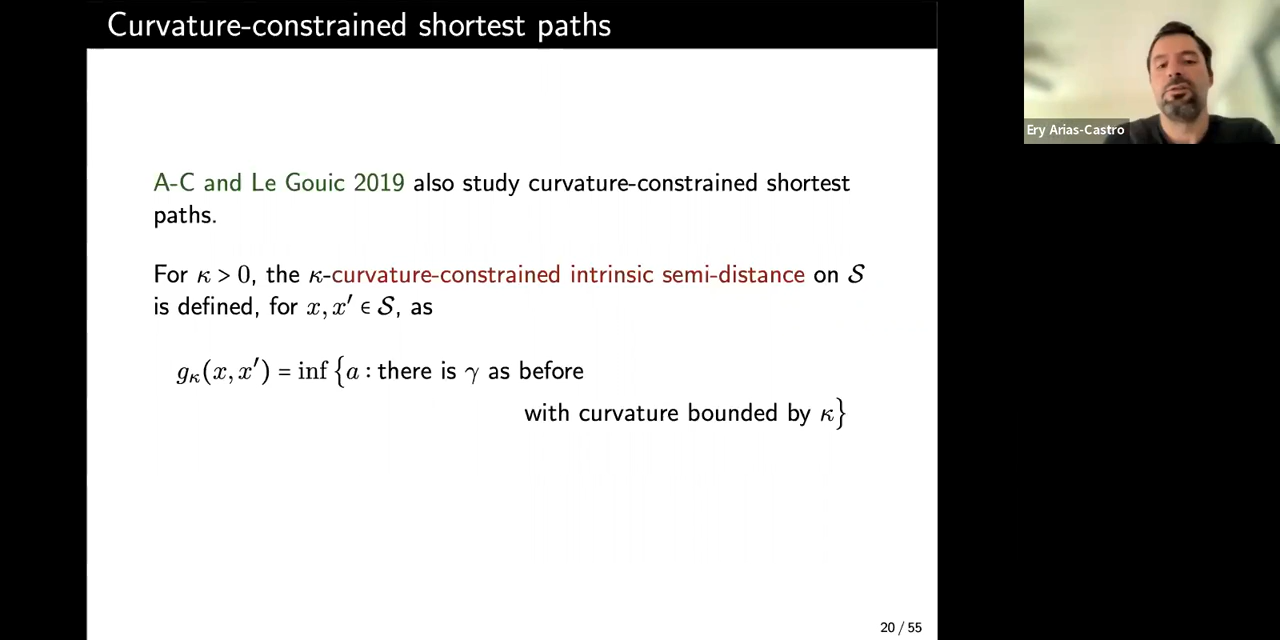 Curvature-constrained shortest paths
Ery Arias-Castro
A-C and Le Gouic 2019 also study curvature-constrained shortest
paths.
For κ > 0, the κ-curvature-constrained intrinsic semi-distance on 𝒮
is defined, for x, x′ ∈ 𝒮, as
g_κ(x, x′) = inf {a : there is γ as before
with curvature bounded by κ}
20 / 55